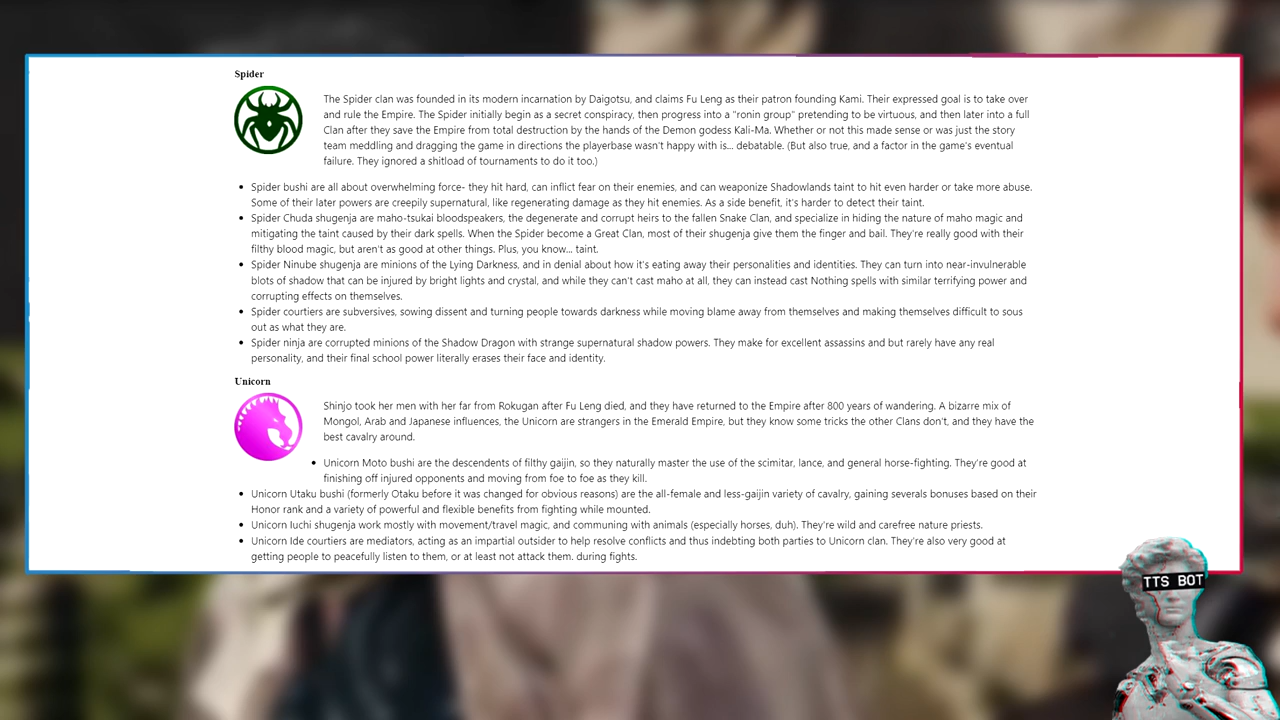 Spider
The Spider clan was founded in its modern incarnation by Daigotsu, and claims Fu Leng as their patron founding Kami. Their expressed goal is to take over
and rule the Empire. The Spider initially begin as a secret conspiracy, then progress into a "ronin group" pretending to be virtuous, and then later into a full
Clan after they save the Empire from total destruction by the hands of the Demon godess Kali-Ma. Whether or not this made sense or was just the story
team meddling and dragging the game in directions the playerbase wasn't happy with is... debatable. (But also true, and a factor in the game's eventual
failure. They ignored a shitload of tournaments to do it too.)
• Spider bushi are all about overwhelming force- they hit hard, can inflict fear on their enemies, and can weaponize Shadowlands taint to hit even harder or take more abuse.
Some of their later powers are creepily supernatural, like regenerating damage as they hit enemies. As a side benefit, it's harder to detect their taint.
• Spider Chuda shugenja are maho-tsukai bloodspeakers, the degenerate and corrupt heirs to the fallen Snake Clan, and specialize in hiding the nature of maho magic and
mitigating the taint caused by their dark spells. When the Spider become a Great Clan, most of their shugenja give them the finger and bail. They're really good with their
filthy blood magic, but aren't as good at other things. Plus, you know... taint.
• Spider Ninube shugenja are minions of the Lying Darkness, and in denial about how it's eating away their personalities and identities. They can turn into near-invulnerable
blots of shadow that can be injured by bright lights and crystal, and while they can't cast maho at all, they can instead cast Nothing spells with similar terrifying power and
corrupting effects on themselves.
• Spider courtiers are subversives, sowing dissent and turning people towards darkness while moving blame away from themselves and making themselves difficult to sous
out as what they are.
• Spider ninja are corrupted minions of the Shadow Dragon with strange supernatural shadow powers. They make for excellent assassins and but rarely have any real
personality, and their final school power literally erases their face and identity.
Unicorn
Shinjo took her men with her far from Rokugan after Fu Leng died, and they have returned to the Empire after 800 years of wandering. A bizarre mix of
Mongol, Arab and Japanese influences, the Unicorn are strangers in the Emerald Empire, but they know some tricks the other Clans don't, and they have the
best cavalry around.
• Unicorn Moto bushi are the descendents of filthy gaijin, so they naturally master the use of the scimitar, lance, and general horse-fighting. They're good at
finishing off injured opponents and moving from foe to foe as they kill.
• Unicorn Utaku bushi (formerly Otaku before it was changed for obvious reasons) are the all-female and less-gaijin variety of cavalry, gaining severals bonuses based on their
Honor rank and a variety of powerful and flexible benefits from fighting while mounted.
• Unicorn Iuchi shugenja work mostly with movement/travel magic, and communing with animals (especially horses, duh). They're wild and carefree nature priests.
• Unicorn Ide courtiers are mediators, acting as an impartial outsider to help resolve conflicts and thus indebting both parties to Unicorn clan. They're also very good at
getting people to peacefully listen to them, or at least not attack them. during fights.
TTS BOT